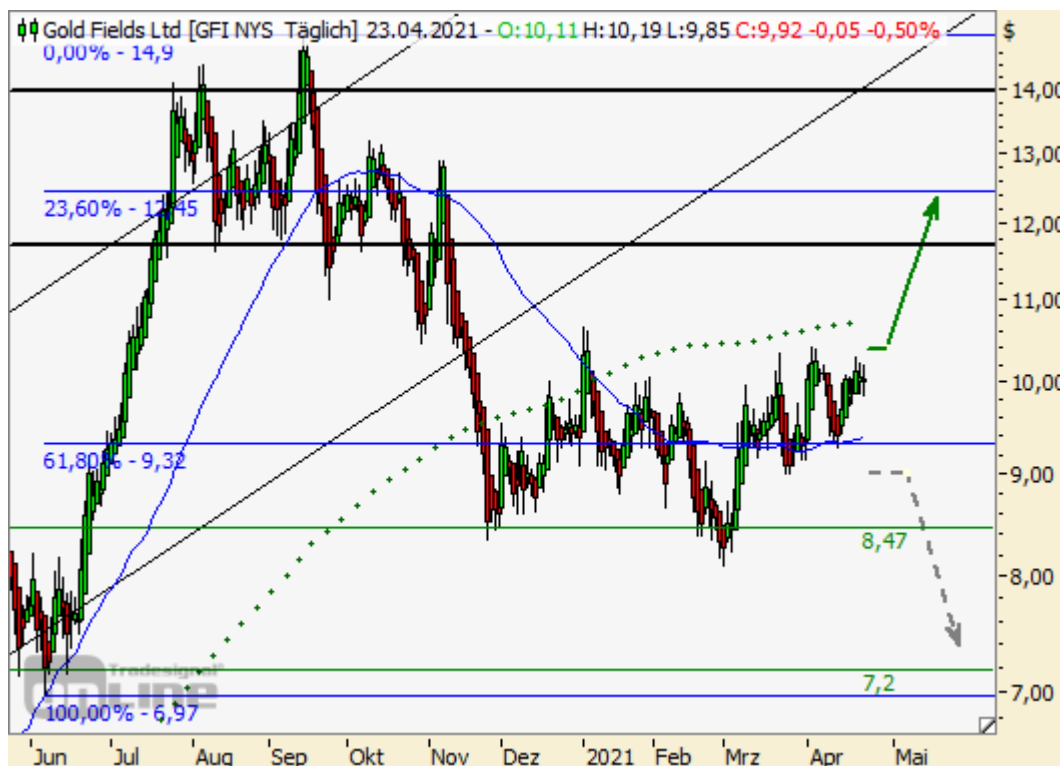 Gold Fields Ltd [GFI NYS Täglich] 23.04.2021 - O:10,11 H:10,19 L:9,85 C:9,92 -0,05 -0,50% $
0,00% - 14,9
14,00
13,00
23,60% - 12,45
12,00
11,00
10,00
61,80% - 9,32
9,00
8,47
8,00
Tradesignal®
ONLINE
7,2
7,00
100,00% - 6,97
Jun Jul Aug Sep Okt Nov Dez 2021 Feb Mrz Apr Mai